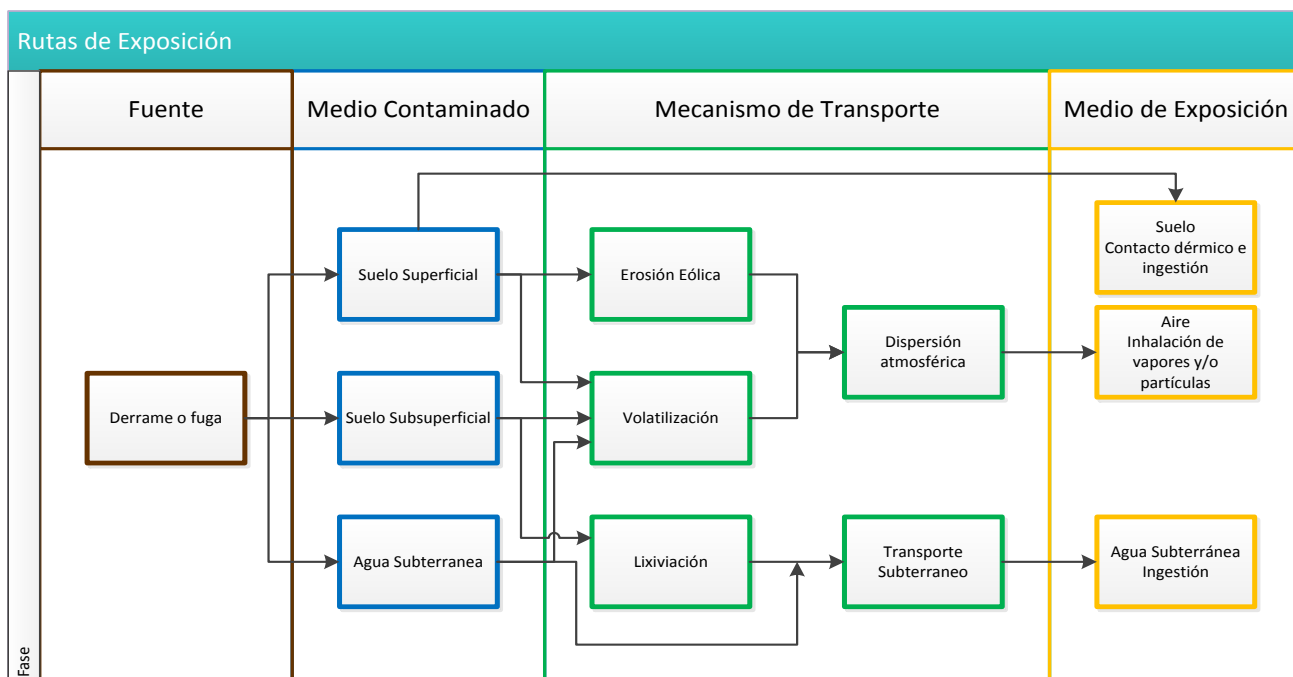 Rutas de Exposición
Fase
Fuente
Medio Contaminado
Mecanismo de Transporte
Medio de Exposición
Suelo
Contacto dérmico e
ingestión
Suelo Superficial
Erosión Eólica
Dispersión
atmosférica
Aire
Inhalación de
vapores y/o
partículas
Derrame o fuga
Suelo Subsuperficial
Volatilización
Agua Subterranea
Lixiviación
Transporte
Subterraneo
Agua Subterránea
Ingestión